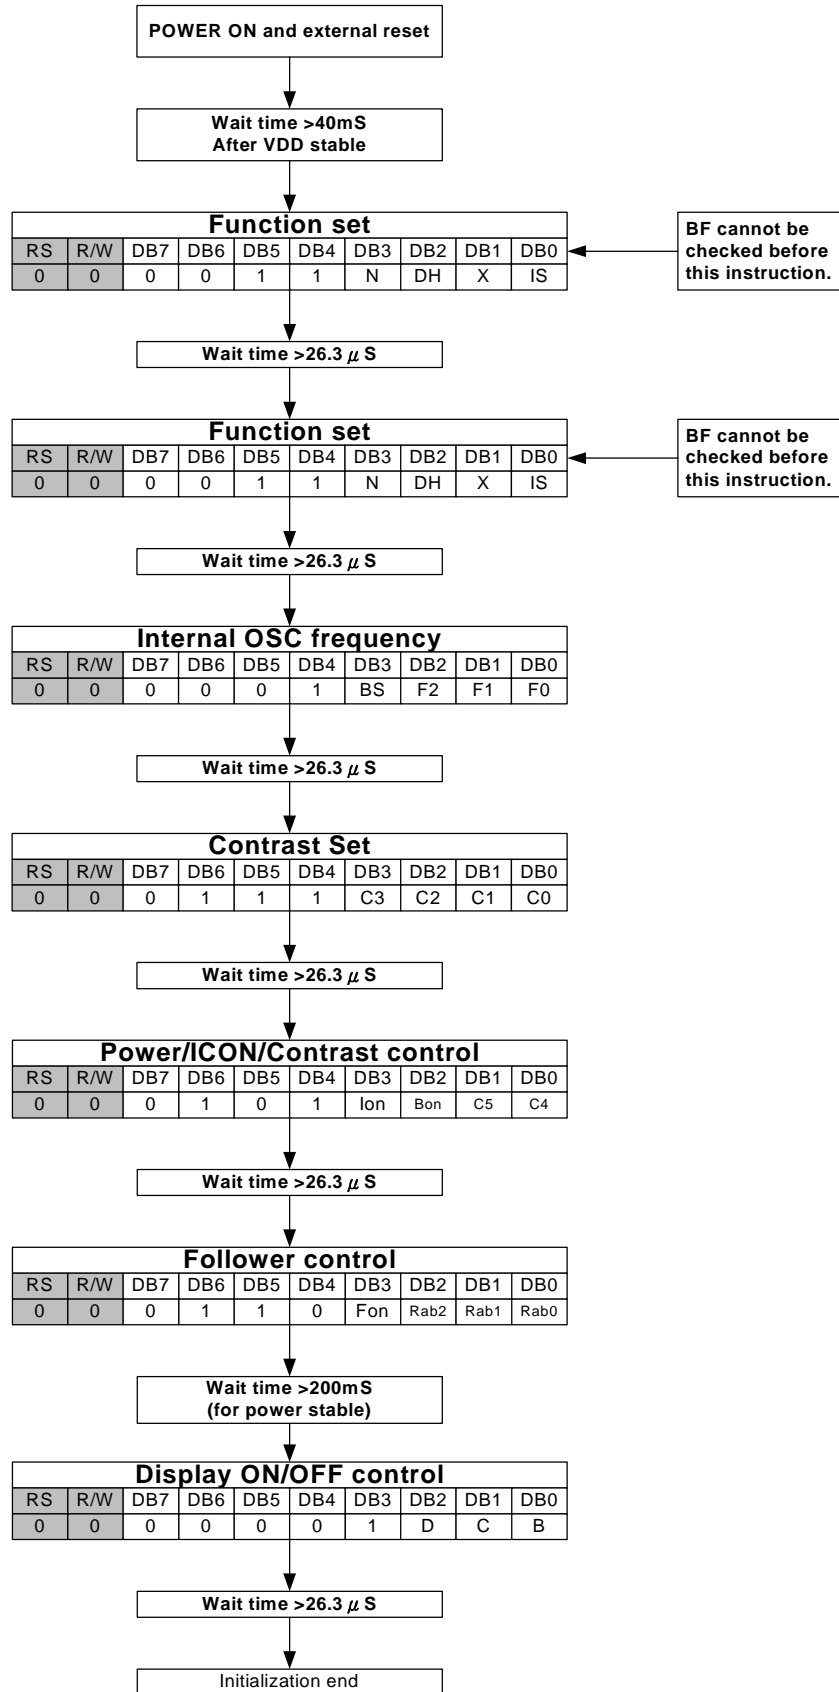 POWER ON and external reset
Wait time >40mS
After VDD stable
Function set
RS R/W DB7 DB6 DB5 DB4 DB3 DB2 DB1 DB0
0 0 0 0 1 1 N DH X IS
BF cannot be
checked before
this instruction.
Wait time >26.3 μ S
Function set
RS R/W DB7 DB6 DB5 DB4 DB3 DB2 DB1 DB0
0 0 0 0 1 1 N DH X IS
BF cannot be
checked before
this instruction.
Wait time >26.3 μ S
Internal OSC frequency
RS R/W DB7 DB6 DB5 DB4 DB3 DB2 DB1 DB0
0 0 0 0 0 1 BS F2 F1 F0
Wait time >26.3 μ S
Contrast Set
RS R/W DB7 DB6 DB5 DB4 DB3 DB2 DB1 DB0
0 0 0 1 1 1 C3 C2 C1 C0
Wait time >26.3 μ S
Power/ICON/Contrast control
RS R/W DB7 DB6 DB5 DB4 DB3 DB2 DB1 DB0
0 0 0 1 0 1 Ion Bon C5 C4
Wait time >26.3 μ S
Follower control
RS R/W DB7 DB6 DB5 DB4 DB3 DB2 DB1 DB0
0 0 0 1 1 0 Fon Rab2 Rab1 Rab0
Wait time >200mS
(for power stable)
Display ON/OFF control
RS R/W DB7 DB6 DB5 DB4 DB3 DB2 DB1 DB0
0 0 0 0 0 0 1 D C B
Wait time >26.3 μ S
Initialization end